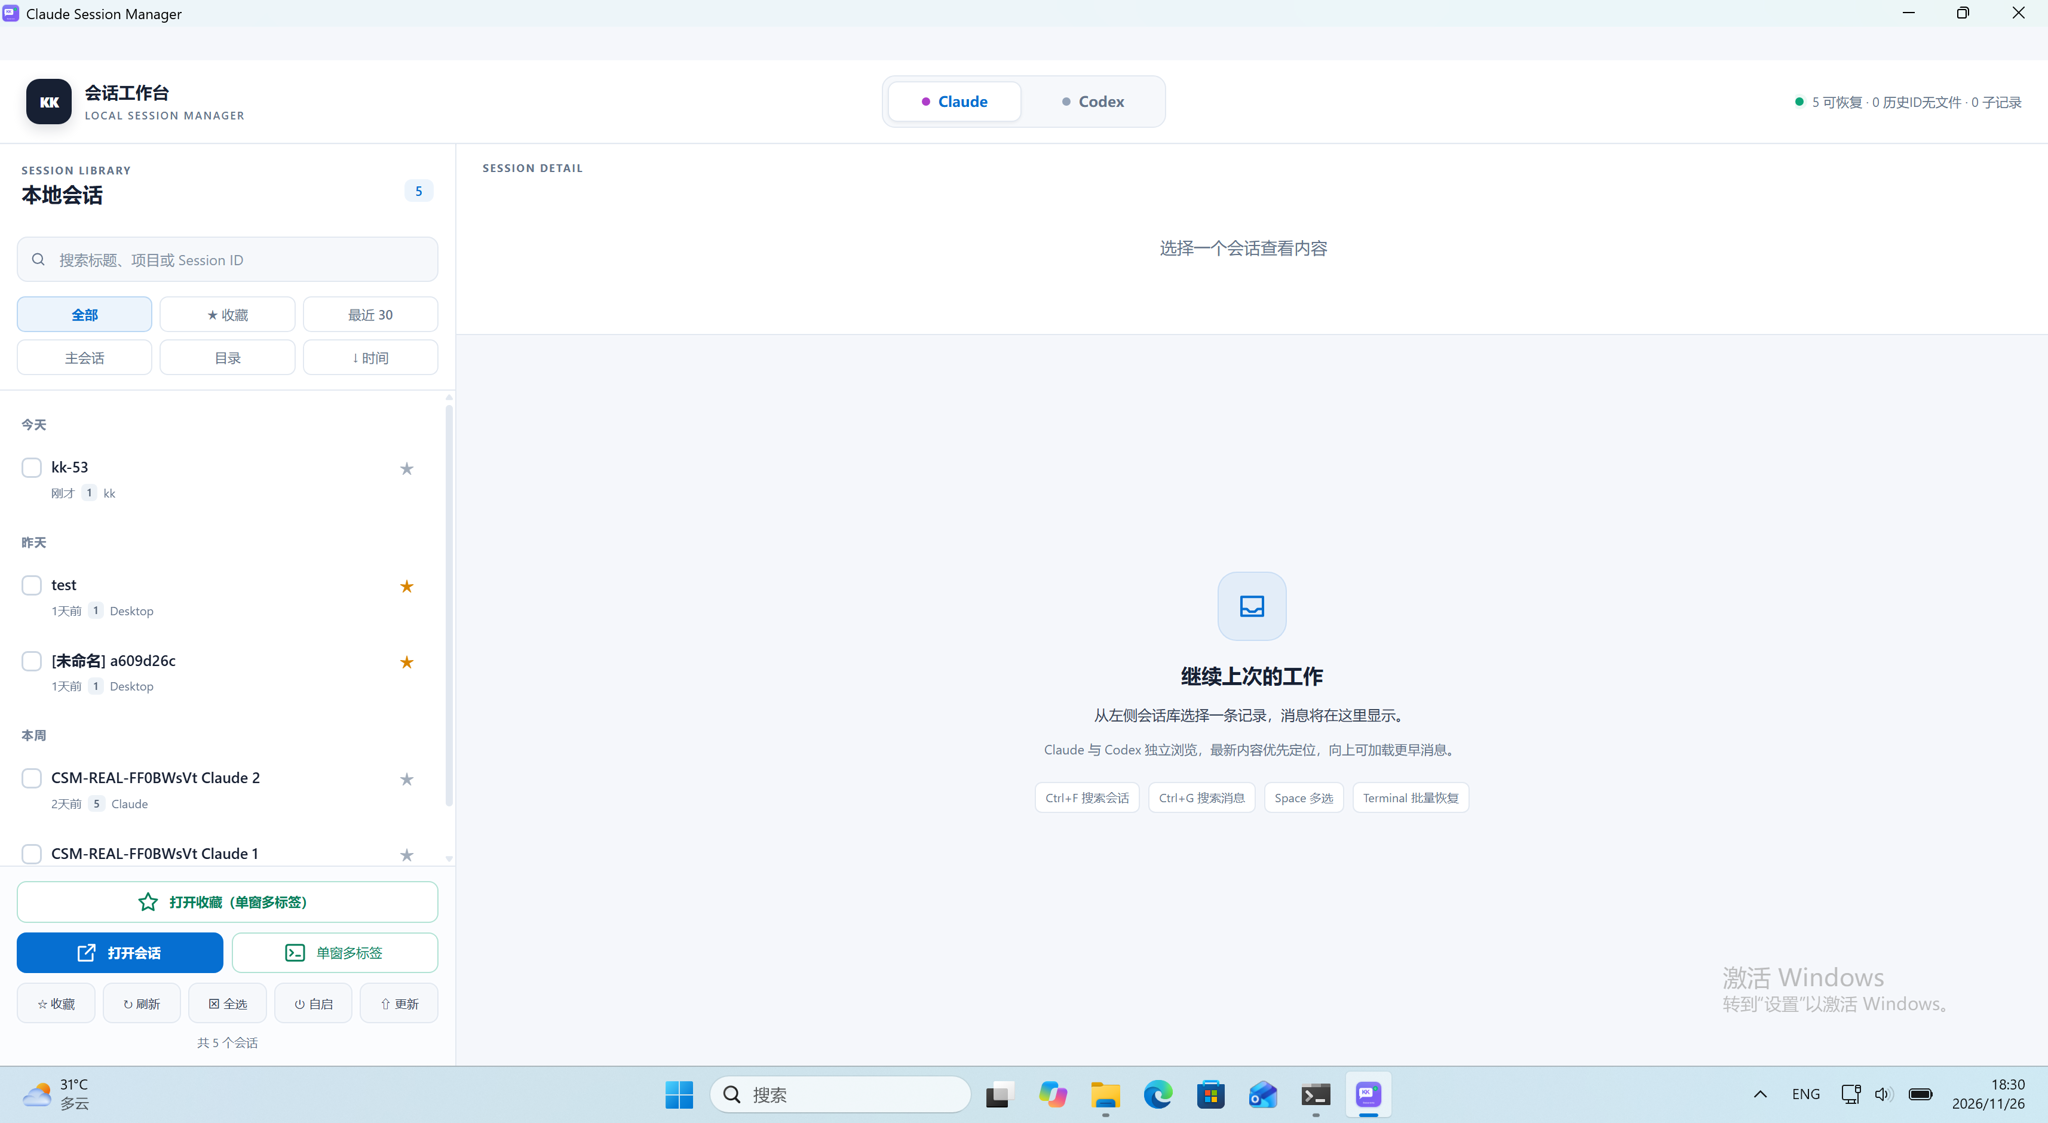 Claude Session Manager
KK
会话工作台
LOCAL SESSION MANAGER
Claude
Codex
5 可恢复 · 0 历史ID无文件 · 0 子记录
SESSION LIBRARY
本地会话
5
搜索标题、项目或 Session ID
全部
★ 收藏
最近 30
主会话
目录
↓ 时间
今天
kk-53
刚才 1 kk
昨天
test
1天前 1 Desktop
[未命名] a609d26c
1天前 1 Desktop
本周
CSM-REAL-FF0BWsVt Claude 2
2天前 5 Claude
CSM-REAL-FF0BWsVt Claude 1
打开收藏（单窗多标签）
打开会话
单窗多标签
☆ 收藏
↻ 刷新
☒ 全选
⏻ 自启
⇧ 更新
共 5 个会话
SESSION DETAIL
选择一个会话查看内容
继续上次的工作
从左侧会话库选择一条记录，消息将在这里显示。
Claude 与 Codex 独立浏览，最新内容优先定位，向上可加载更早消息。
Ctrl+F 搜索会话
Ctrl+G 搜索消息
Space 多选
Terminal 批量恢复
激活 Windows
转到"设置"以激活 Windows。
31°C
多云
搜索
ENG
18:30
2026/11/26